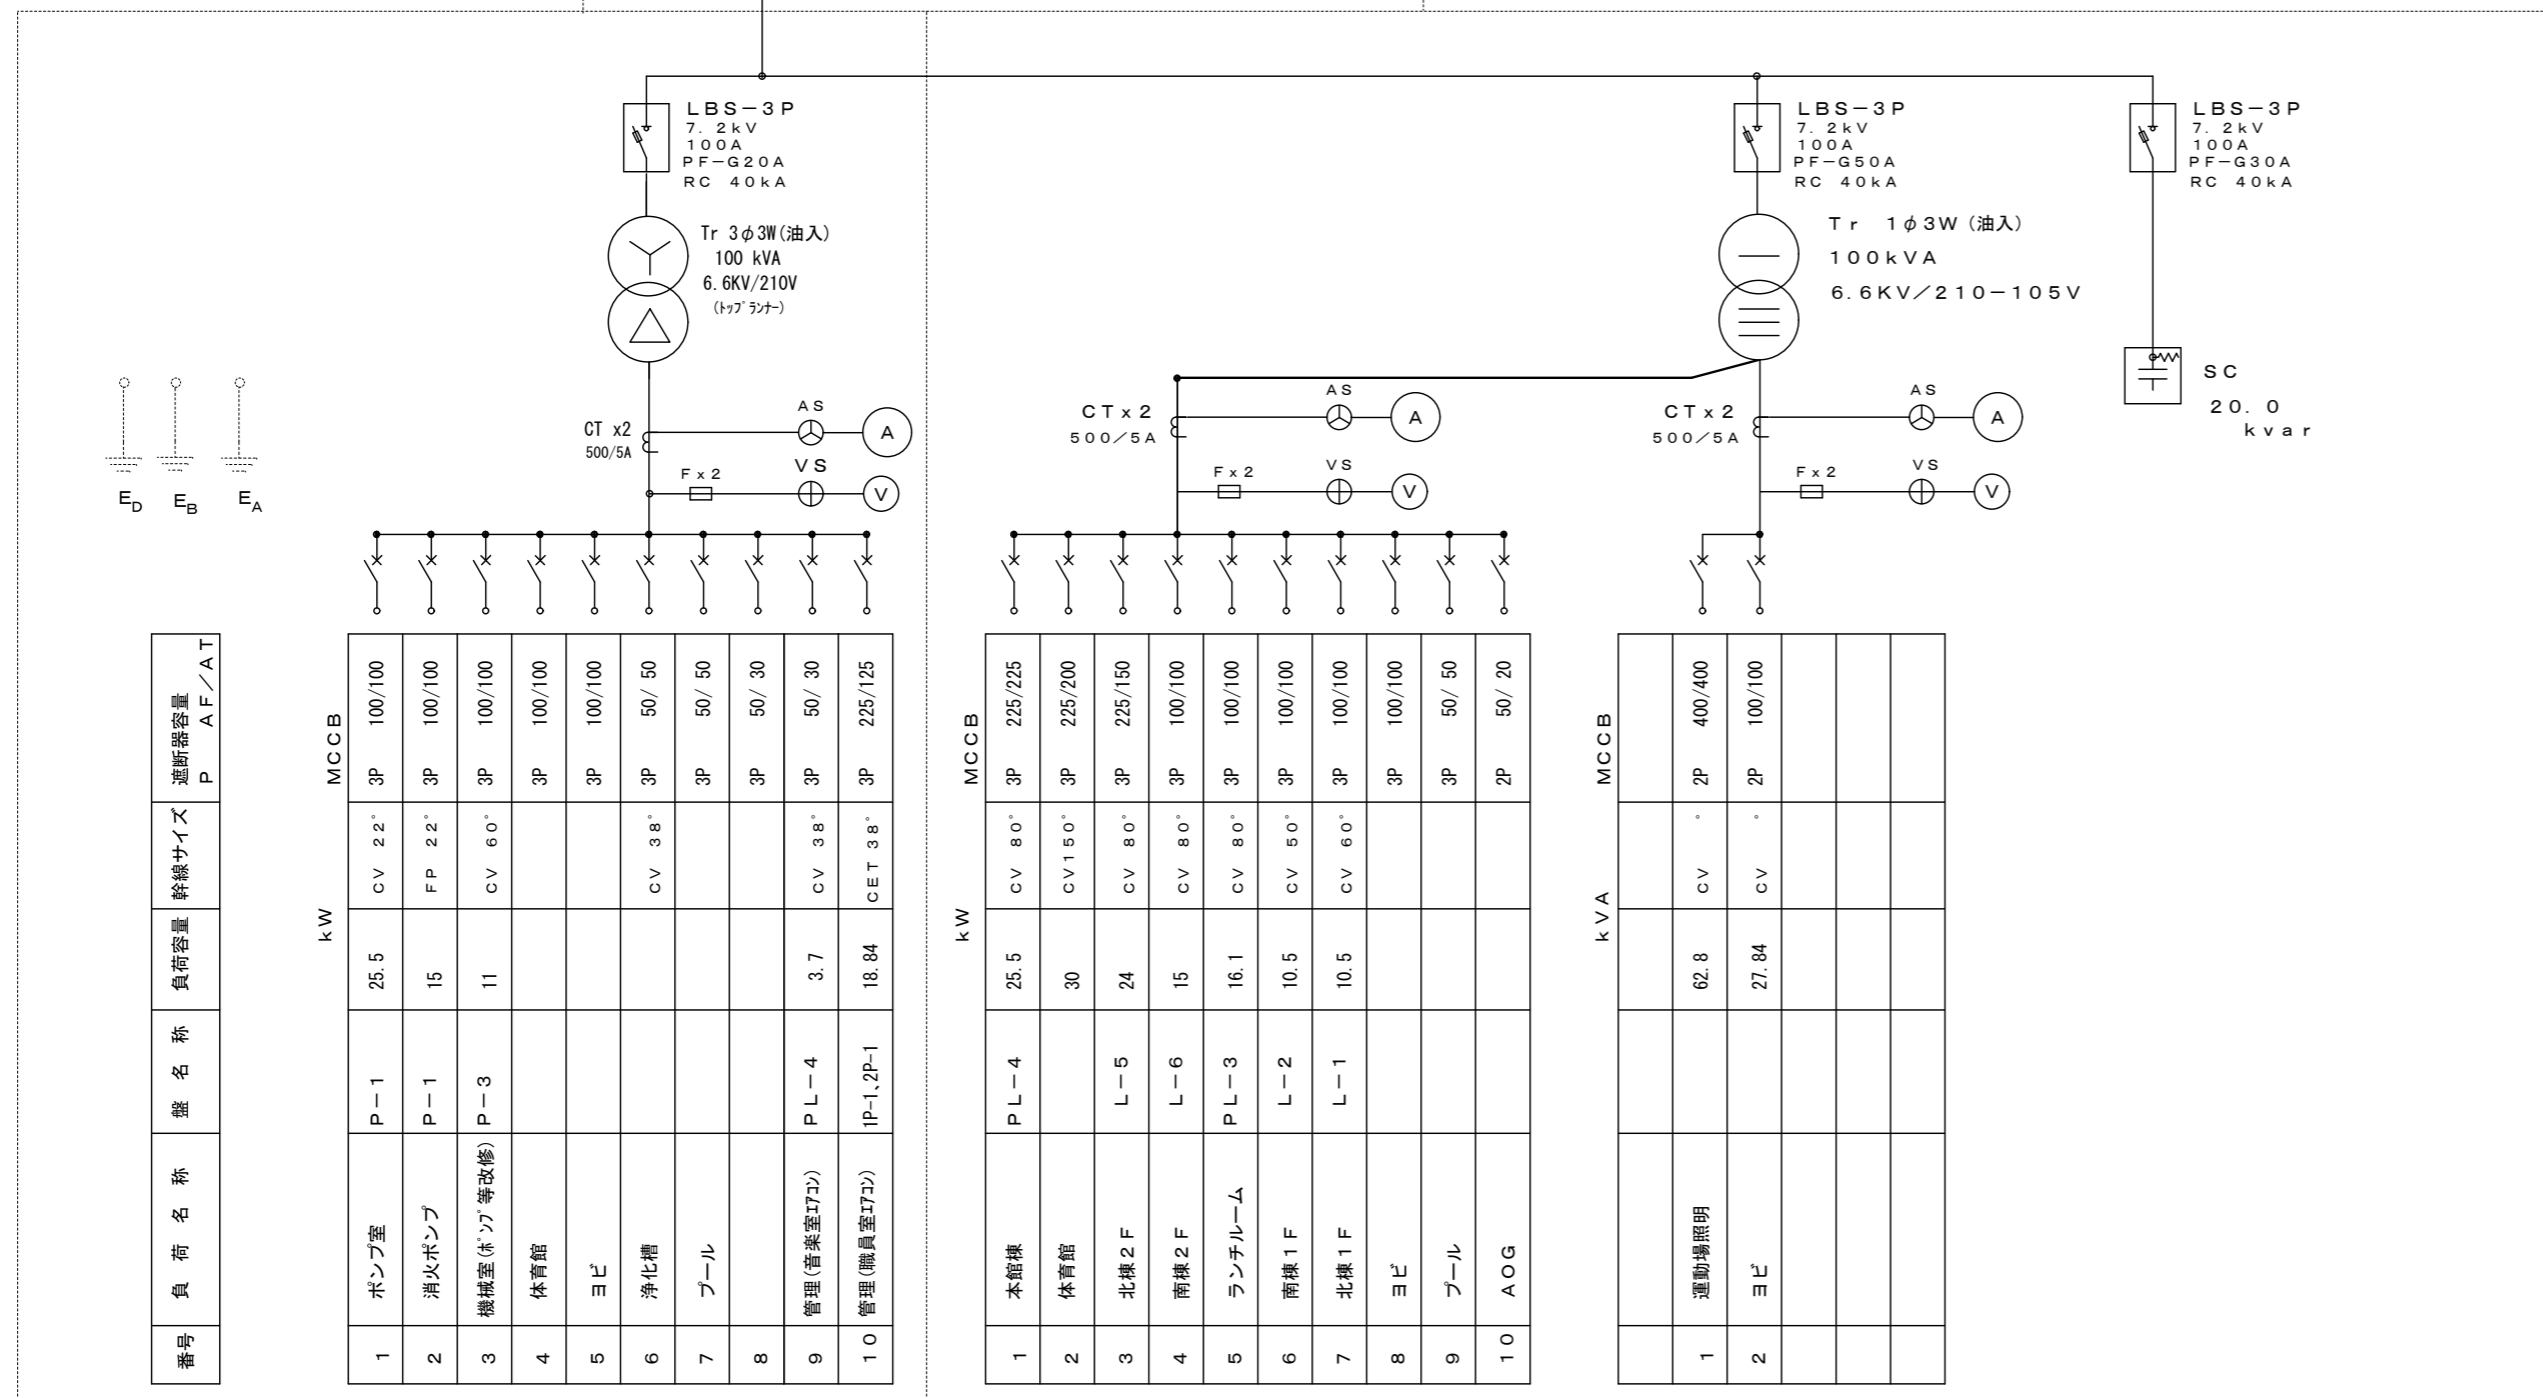 LBS－3P
7．2kV
100A
PF－G20A
RC 40kA
Tr 3φ3W(油入)
100 kVA
6.6KV/210V
(トップランナー)
CT x2
500/5A
AS
A
F x 2
VS
V
LBS－3P
7．2kV
100A
PF－G50A
RC 40kA
Tr 1φ3W (油入)
100kVA
6.6KV／210－105V
CTx2
500／5A
AS
A
F x 2
VS
V
CTx2
500／5A
AS
A
F x 2
VS
V
LBS－3P
7．2kV
100A
PF－G30A
RC 40kA
SC
20．0
kvar
ED
EB
EA
番号 負荷名称 盤名称 負荷容量 幹線サイズ 遮断器容量
P AF／AT
kW MCCB
1 ポンプ室 P－1 25.5 CV 22° 3P 100/100
2 消火ポンプ P－1 15 FP 22° 3P 100/100
3 機械室(ポンプ等改修) P－3 11 CV 60° 3P 100/100
4 体育館 3P 100/100
5 ヨビ 3P 100/100
6 浄化槽 CV 38° 3P 50/ 50
7 プール 3P 50/ 50
8 3P 50/ 30
9 管理(音楽室エアコン) PL－4 3.7 CV 38° 3P 50/ 30
10 管理(職員室エアコン) 1P-1､2P-1 18.84 CET 38° 3P 225/125
kW MCCB
1 本館棟 PL－4 25.5 CV 80° 3P 225/225
2 体育館 30 CV150° 3P 225/200
3 北棟2F L－5 24 CV 80° 3P 225/150
4 南棟2F L－6 15 CV 80° 3P 100/100
5 ランチルーム PL－3 16.1 CV 80° 3P 100/100
6 南棟1F L－2 10.5 CV 50° 3P 100/100
7 北棟1F L－1 10.5 CV 60° 3P 100/100
8 ヨビ 3P 100/100
9 プール 3P 50/ 50
10 AOG 2P 50/ 20
kVA MCCB
1 運動場照明 62.8 CV ° 2P 400/400
2 ヨビ 27.84 CV ° 2P 100/100